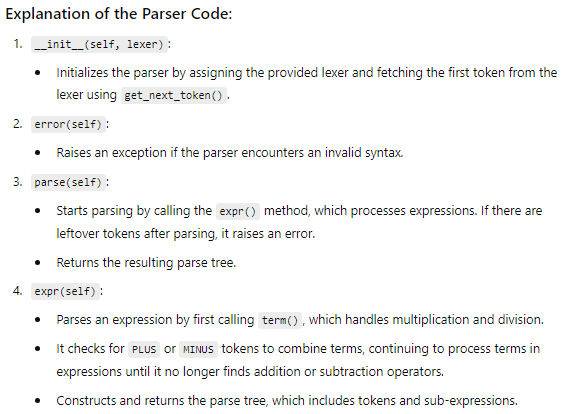 Explanation of the Parser Code:
1. __init__(self, lexer):
• Initializes the parser by assigning the provided lexer and fetching the first token from the
lexer using get_next_token().
2. error(self):
• Raises an exception if the parser encounters an invalid syntax.
3. parse(self):
• Starts parsing by calling the expr() method, which processes expressions. If there are
leftover tokens after parsing, it raises an error.
• Returns the resulting parse tree.
4. expr(self):
• Parses an expression by first calling term(), which handles multiplication and division.
• It checks for PLUS or MINUS tokens to combine terms, continuing to process terms in
expressions until it no longer finds addition or subtraction operators.
• Constructs and returns the parse tree, which includes tokens and sub-expressions.